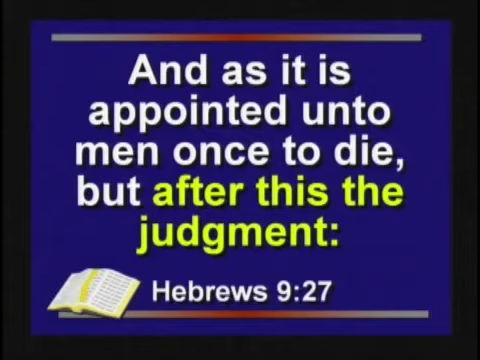 And as it is
appointed unto
men once to die,
but after this the
judgment:
Hebrews 9:27